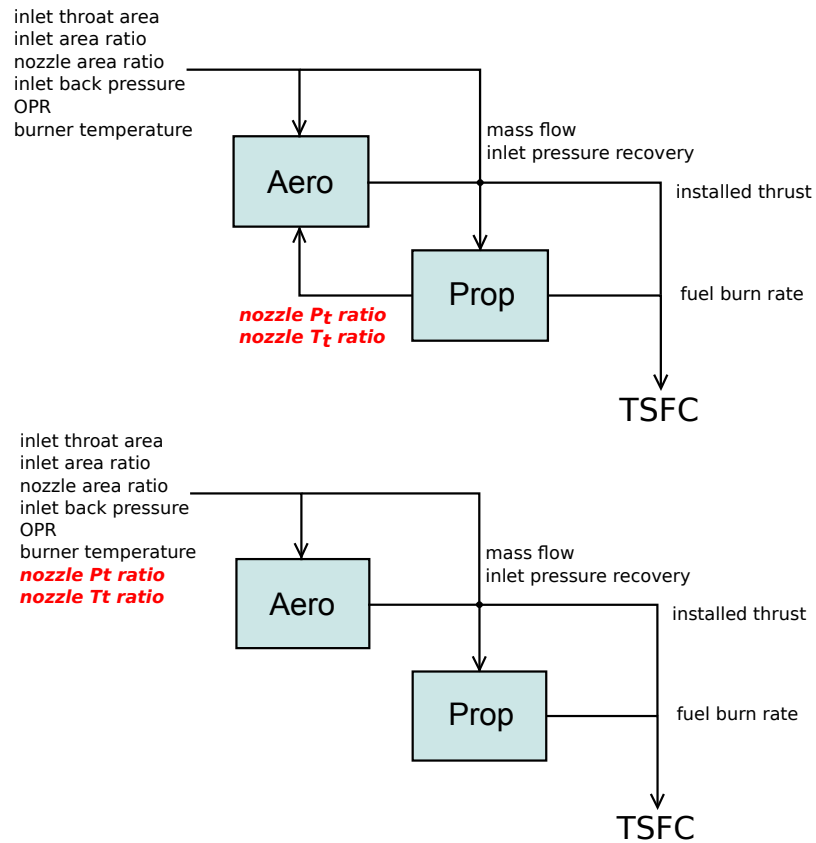 inlet throat area
inlet area ratio
nozzle area ratio
inlet back pressure
OPR
burner temperature
mass flow
inlet pressure recovery
Aero
installed thrust
Prop
fuel burn rate
nozzle Pt ratio
nozzle Tt ratio
TSFC
inlet throat area
inlet area ratio
nozzle area ratio
inlet back pressure
OPR
burner temperature
nozzle Pt ratio
nozzle Tt ratio
mass flow
inlet pressure recovery
Aero
installed thrust
Prop
fuel burn rate
TSFC